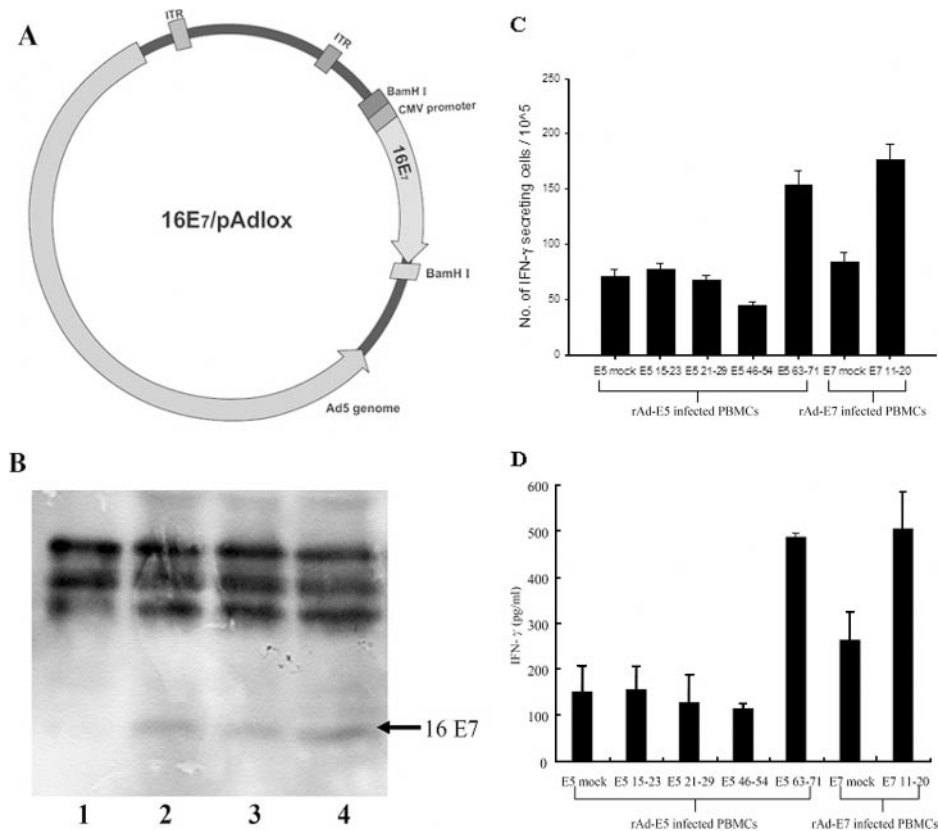 A
ITR
ITR
BamH I
CMV promoter
16E7
16E7/pAdlox
BamH I
Ad5 genome
B
16 E7
1 2 3 4
C
No. of IFN-γ secreting cells / 10^5
250
200
150
100
50
0
E5 mock E5 15-23 E5 21-29 E5 46-54 E5 63-71 E7 mock E7 11-20
rAd-E5 infected PBMCs rAd-E7 infected PBMCs
D
IFN- γ (pg/ml)
600
500
400
300
200
100
0
E5 mock E5 15-23 E5 21-29 E5 46-54 E5 63-71 E7 mock E7 11-20
rAd-E5 infected PBMCs rAd-E7 infected PBMCs